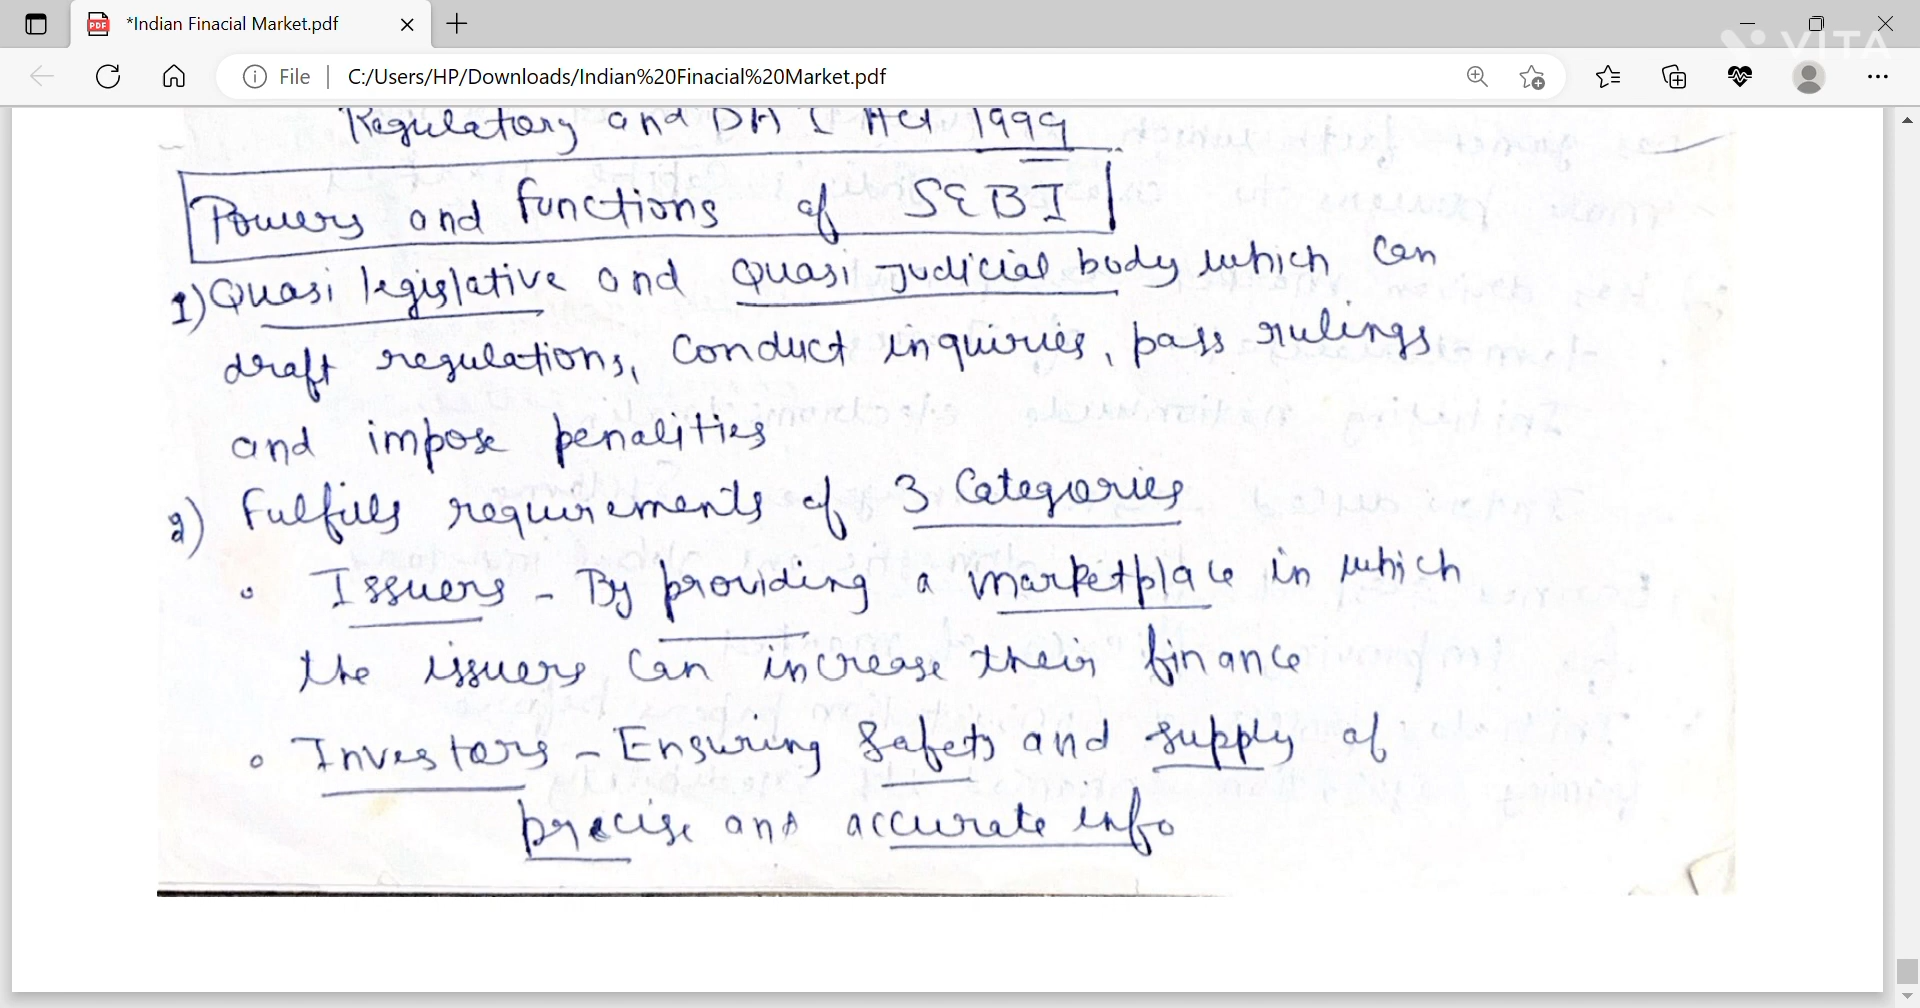 *Indian Finacial Market.pdf
VITA
File
C:/Users/HP/Downloads/Indian%20Finacial%20Market.pdf
Regulatory and Act 1999
Powers and functions of SEBI
1) Quasi legislative and Quasi Judicial body which can
draft regulations, Conduct inquiries, pass rulings
and impose penalities
2) Fulfills requirements of 3 Categories
• Issuers - By providing a marketplace in which
the issuers can increase their finance
• Investors - Ensuring Safety and supply of
precise and accurate info